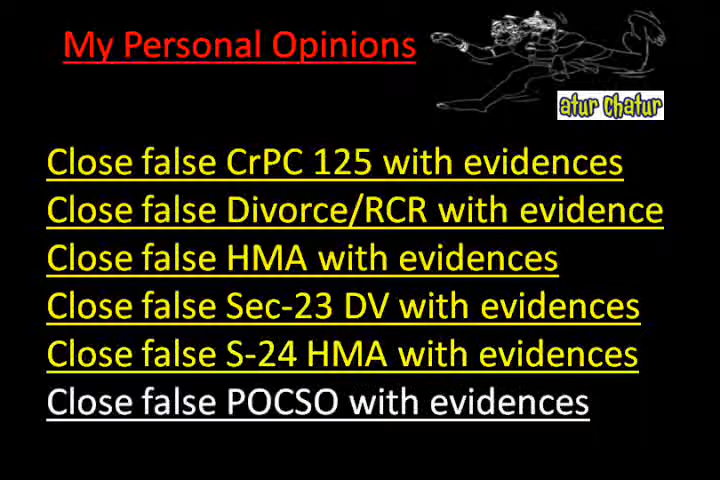 My Personal Opinions
atur Chatur
Close false CrPC 125 with evidences
Close false Divorce/RCR with evidence
Close false HMA with evidences
Close false Sec-23 DV with evidences
Close false S-24 HMA with evidences
Close false POCSO with evidences